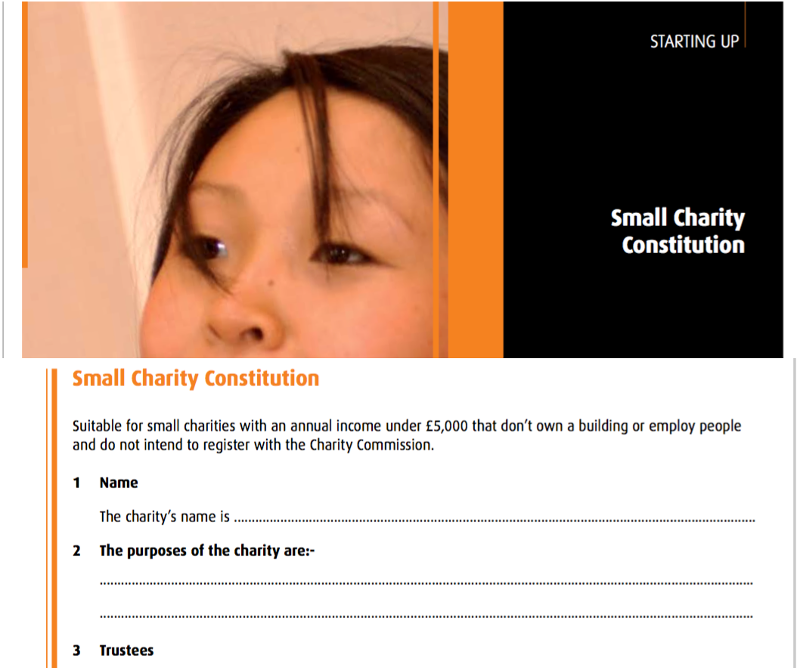 STARTING UP
Small Charity
Constitution
Small Charity Constitution
Suitable for small charities with an annual income under £5,000 that don’t own a building or employ people
and do not intend to register with the Charity Commission.
1 Name
The charity’s name is ................................................................................
2 The purposes of the charity are:-
................................................................................
................................................................................
3 Trustees